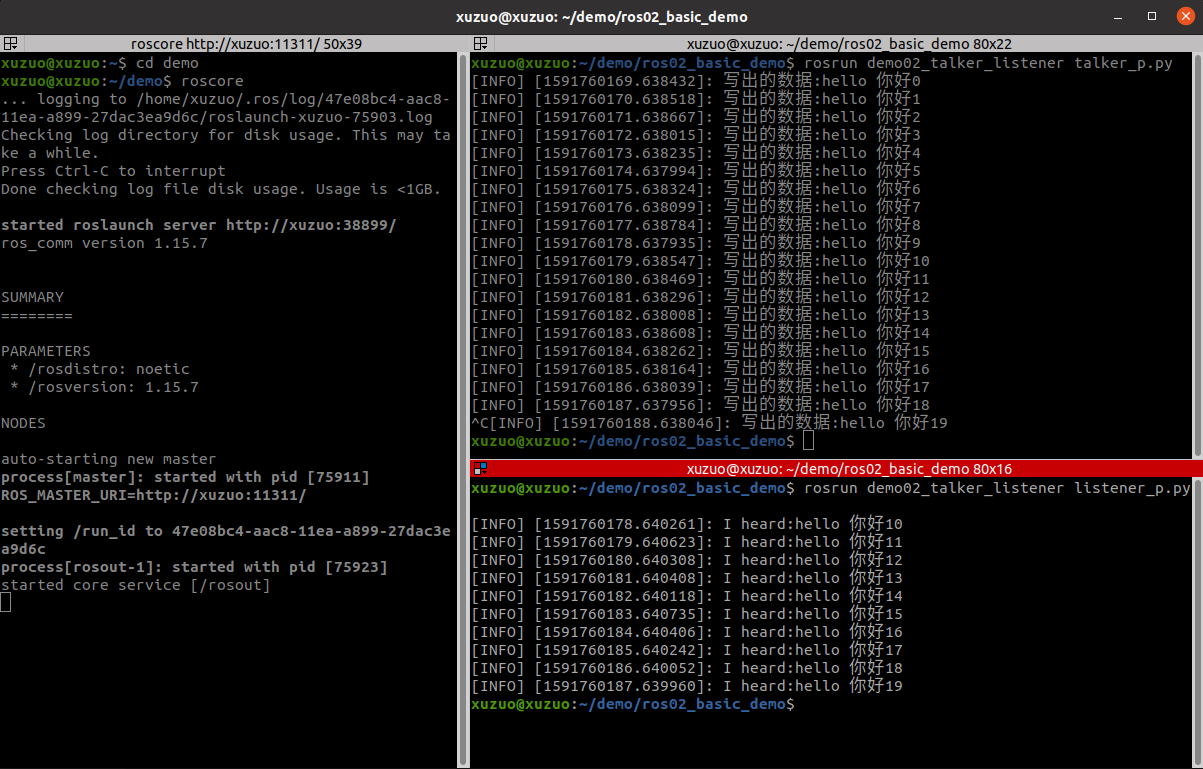 xuzuo@xuzuo: ~/demo/ros02_basic_demo
roscore http://xuzuo:11311/ 50x39
xuzuo@xuzuo:~$ cd demo
xuzuo@xuzuo:~/demo$ roscore
... logging to /home/xuzuo/.ros/log/47e08bc4-aac8-
11ea-a899-27dac3ea9d6c/roslaunch-xuzuo-75903.log
Checking log directory for disk usage. This may ta
ke a while.
Press Ctrl-C to interrupt
Done checking log file disk usage. Usage is <1GB.
started roslaunch server http://xuzuo:38899/
ros_comm version 1.15.7
SUMMARY
========
PARAMETERS
 * /rosdistro: noetic
 * /rosversion: 1.15.7
NODES
auto-starting new master
process[master]: started with pid [75911]
ROS_MASTER_URI=http://xuzuo:11311/
setting /run_id to 47e08bc4-aac8-11ea-a899-27dac3e
a9d6c
process[rosout-1]: started with pid [75923]
started core service [/rosout]
xuzuo@xuzuo: ~/demo/ros02_basic_demo 80x22
xuzuo@xuzuo:~/demo/ros02_basic_demo$ rosrun demo02_talker_listener talker_p.py
[INFO] [1591760169.638432]: 写出的数据:hello 你好0
[INFO] [1591760170.638518]: 写出的数据:hello 你好1
[INFO] [1591760171.638667]: 写出的数据:hello 你好2
[INFO] [1591760172.638015]: 写出的数据:hello 你好3
[INFO] [1591760173.638235]: 写出的数据:hello 你好4
[INFO] [1591760174.637994]: 写出的数据:hello 你好5
[INFO] [1591760175.638324]: 写出的数据:hello 你好6
[INFO] [1591760176.638099]: 写出的数据:hello 你好7
[INFO] [1591760177.638784]: 写出的数据:hello 你好8
[INFO] [1591760178.637935]: 写出的数据:hello 你好9
[INFO] [1591760179.638547]: 写出的数据:hello 你好10
[INFO] [1591760180.638469]: 写出的数据:hello 你好11
[INFO] [1591760181.638296]: 写出的数据:hello 你好12
[INFO] [1591760182.638008]: 写出的数据:hello 你好13
[INFO] [1591760183.638608]: 写出的数据:hello 你好14
[INFO] [1591760184.638262]: 写出的数据:hello 你好15
[INFO] [1591760185.638164]: 写出的数据:hello 你好16
[INFO] [1591760186.638039]: 写出的数据:hello 你好17
[INFO] [1591760187.637956]: 写出的数据:hello 你好18
^C[INFO] [1591760188.638046]: 写出的数据:hello 你好19
xuzuo@xuzuo:~/demo/ros02_basic_demo$
xuzuo@xuzuo: ~/demo/ros02_basic_demo 80x16
xuzuo@xuzuo:~/demo/ros02_basic_demo$ rosrun demo02_talker_listener listener_p.py
[INFO] [1591760178.640261]: I heard:hello 你好10
[INFO] [1591760179.640623]: I heard:hello 你好11
[INFO] [1591760180.640308]: I heard:hello 你好12
[INFO] [1591760181.640408]: I heard:hello 你好13
[INFO] [1591760182.640118]: I heard:hello 你好14
[INFO] [1591760183.640735]: I heard:hello 你好15
[INFO] [1591760184.640406]: I heard:hello 你好16
[INFO] [1591760185.640242]: I heard:hello 你好17
[INFO] [1591760186.640052]: I heard:hello 你好18
[INFO] [1591760187.639960]: I heard:hello 你好19
xuzuo@xuzuo:~/demo/ros02_basic_demo$